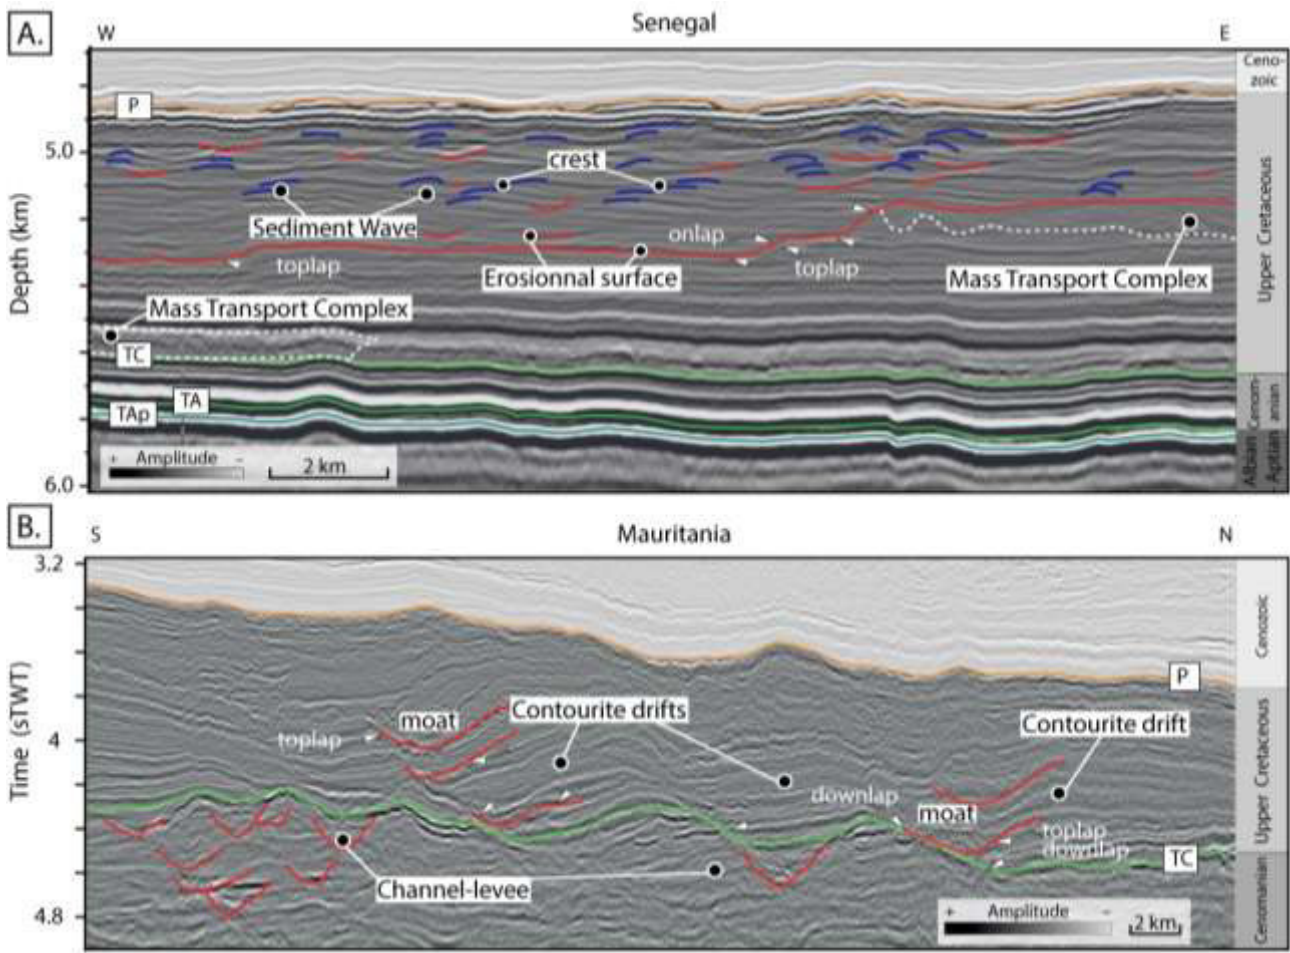 A.
W
Senegal
E
Ceno-
zoic
P
5.0
crest
Sediment Wave
onlap
toplap
Erosionnal surface
toplap
Mass Transport Complex
Upper Cretaceous
Depth (km)
Mass Transport Complex
TC
TA
TAp
Cenom-
anian
Albian
Aptian
+ Amplitude -
2 km
6.0
B.
S
Mauritania
N
3.2
Cenozoic
P
moat
Contourite drifts
Contourite drift
toplap
4
Time (sTWT)
Upper Cretaceous
downlap
moat
toplap
downlap
TC
Channel-levee
Cenomanian
+ Amplitude -
2 km
4.8